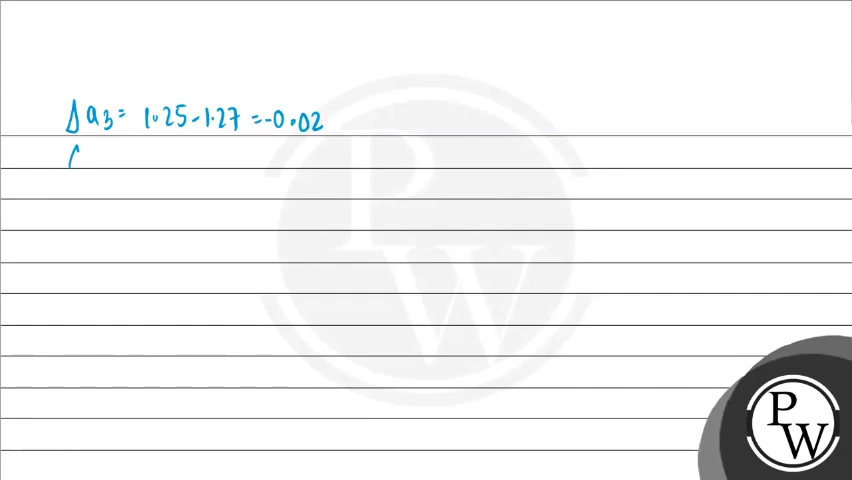 Δa3 = 1.25-1.27 = -0.02
P
W
P
W